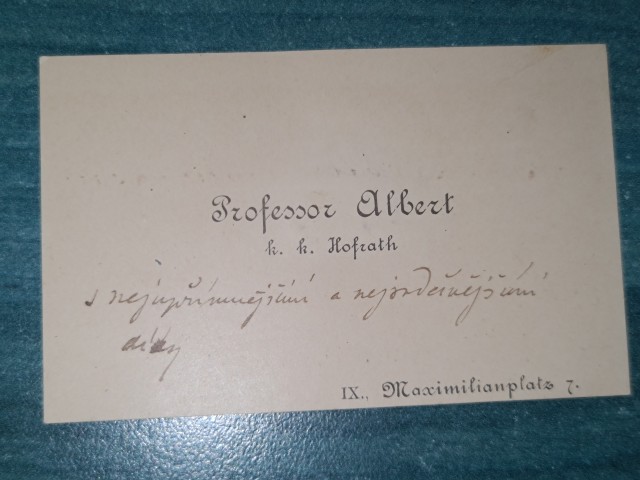 Professor Albert
k. k. Hofrath
s nejupřímnějšími a nejsrdečnějšími
díky
IX., Maximilianplatz 7.